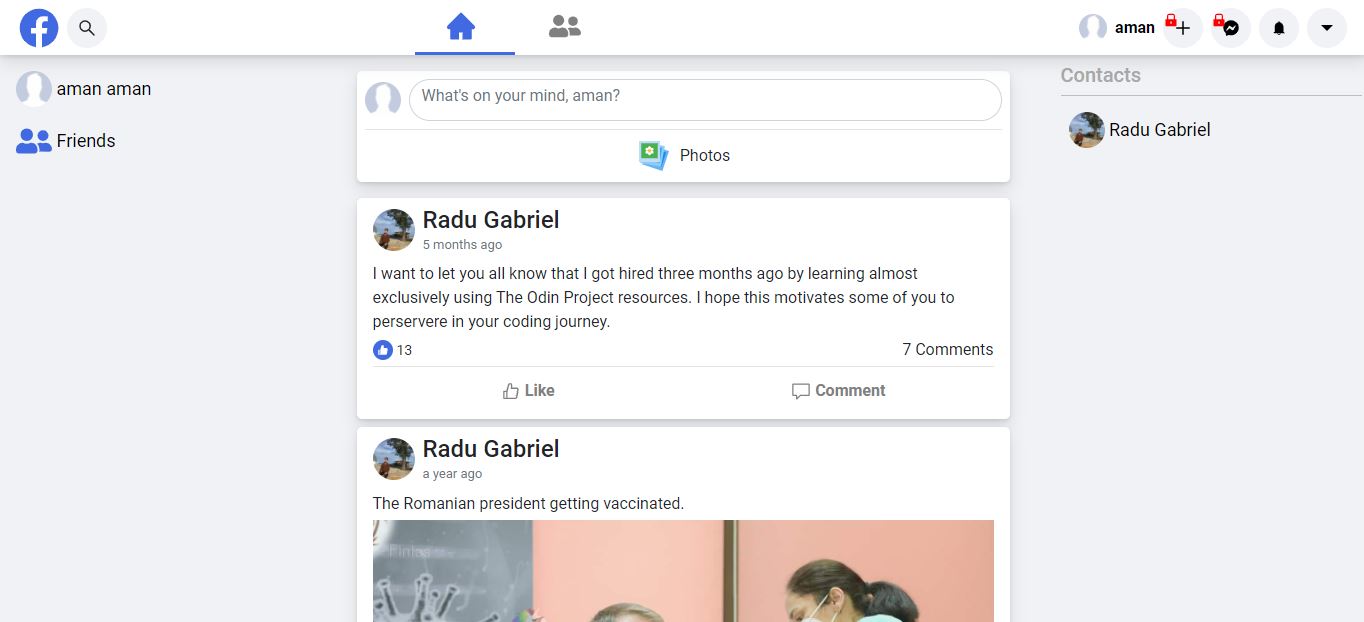 aman
aman aman
Friends
What's on your mind, aman?
Photos
Radu Gabriel
5 months ago
I want to let you all know that I got hired three months ago by learning almost
exclusively using The Odin Project resources. I hope this motivates some of you to
perservere in your coding journey.
13
7 Comments
Like
Comment
Radu Gabriel
a year ago
The Romanian president getting vaccinated.
Contacts
Radu Gabriel